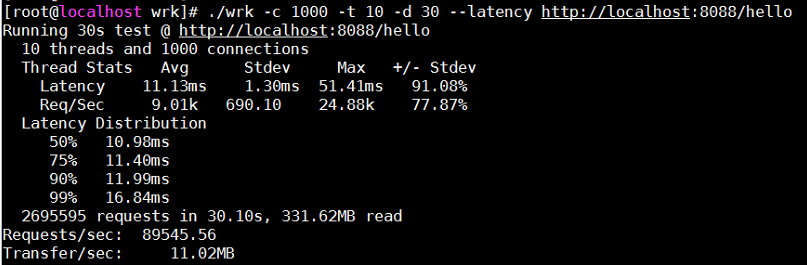 [root@localhost wrk]# ./wrk -c 1000 -t 10 -d 30 --latency http://localhost:8088/hello
Running 30s test @ http://localhost:8088/hello
  10 threads and 1000 connections
  Thread Stats   Avg      Stdev     Max   +/- Stdev
    Latency    11.13ms    1.30ms  51.41ms   91.08%
    Req/Sec     9.01k   690.10    24.88k    77.87%
  Latency Distribution
     50%   10.98ms
     75%   11.40ms
     90%   11.99ms
     99%   16.84ms
  2695595 requests in 30.10s, 331.62MB read
Requests/sec:  89545.56
Transfer/sec:     11.02MB